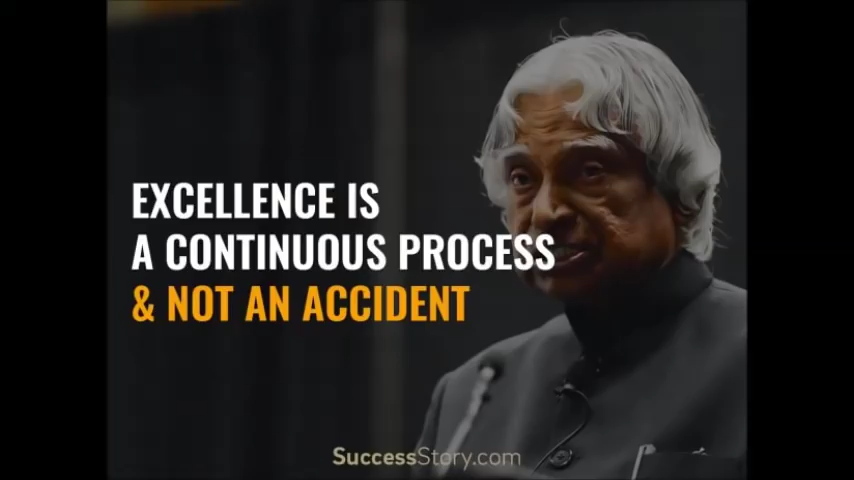 EXCELLENCE IS
A CONTINUOUS PROCESS
& NOT AN ACCIDENT
SuccessStory.com